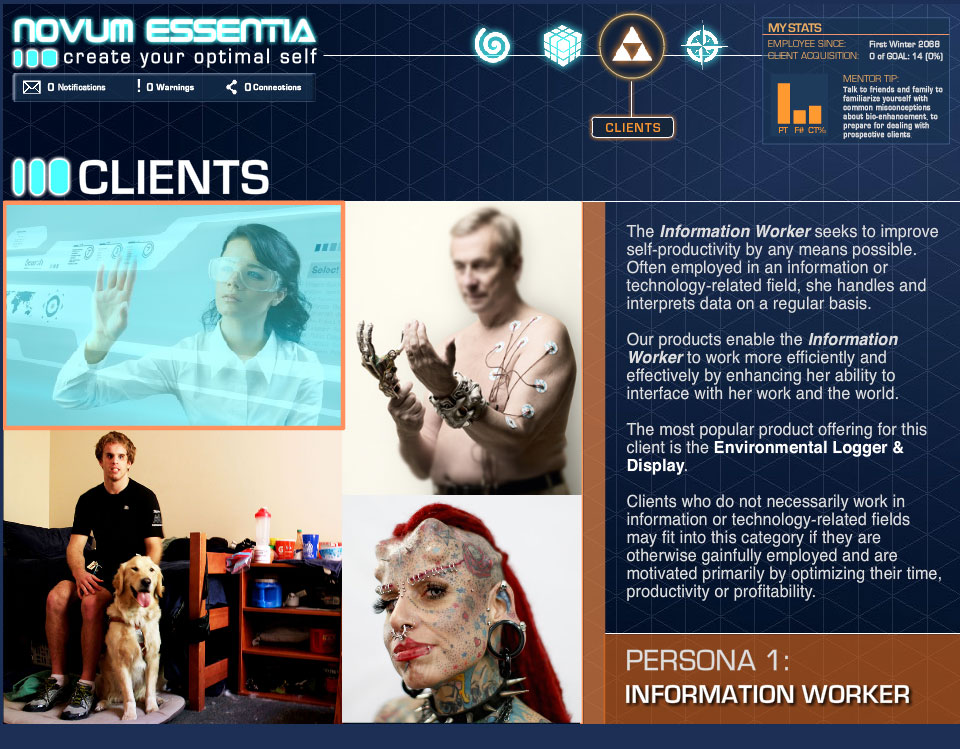 NOVUM ESSENTIA
create your optimal self
0 Notifications
! 0 Warnings
0 Connections
CLIENTS
MY STATS
EMPLOYEE SINCE: First Winter 2068
CLIENT ACQUISITION: 0 of GOAL: 14 (0%)
MENTOR TIP:
Talk to friends and family to
familiarize yourself with
common misconceptions
about bio-enhancement, to
prepare for dealing with
prospective clients
PT F# CT%
CLIENTS
Select
The Information Worker seeks to improve
self-productivity by any means possible.
Often employed in an information or
technology-related field, she handles and
interprets data on a regular basis.
Our products enable the Information
Worker to work more efficiently and
effectively by enhancing her ability to
interface with her work and the world.
The most popular product offering for this
client is the Environmental Logger &
Display.
Clients who do not necessarily work in
information or technology-related fields
may fit into this category if they are
otherwise gainfully employed and are
motivated primarily by optimizing their time,
productivity or profitability.
PERSONA 1:
INFORMATION WORKER